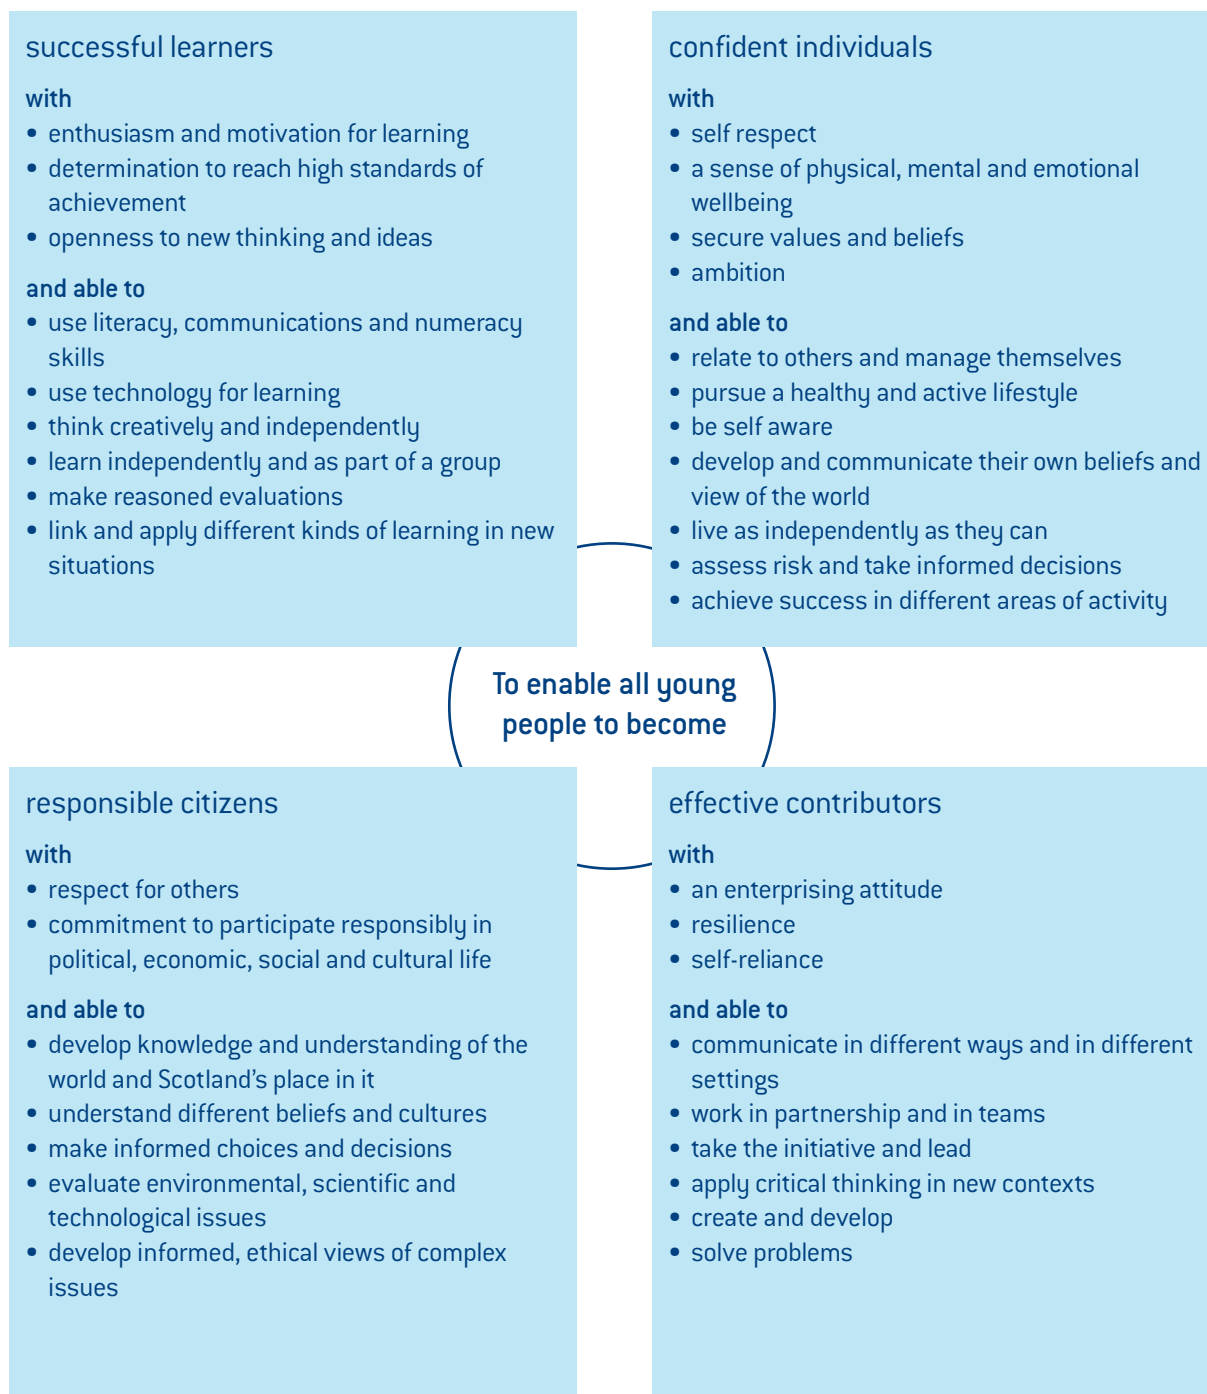 successful learners
with
• enthusiasm and motivation for learning
• determination to reach high standards of
achievement
• openness to new thinking and ideas
and able to
• use literacy, communications and numeracy
skills
• use technology for learning
• think creatively and independently
• learn independently and as part of a group
• make reasoned evaluations
• link and apply different kinds of learning in new
situations
confident individuals
with
• self respect
• a sense of physical, mental and emotional
wellbeing
• secure values and beliefs
• ambition
and able to
• relate to others and manage themselves
• pursue a healthy and active lifestyle
• be self aware
• develop and communicate their own beliefs and
view of the world
• live as independently as they can
• assess risk and take informed decisions
• achieve success in different areas of activity
To enable all young
people to become
responsible citizens
with
• respect for others
• commitment to participate responsibly in
political, economic, social and cultural life
and able to
• develop knowledge and understanding of the
world and Scotland’s place in it
• understand different beliefs and cultures
• make informed choices and decisions
• evaluate environmental, scientific and
technological issues
• develop informed, ethical views of complex
issues
effective contributors
with
• an enterprising attitude
• resilience
• self-reliance
and able to
• communicate in different ways and in different
settings
• work in partnership and in teams
• take the initiative and lead
• apply critical thinking in new contexts
• create and develop
• solve problems